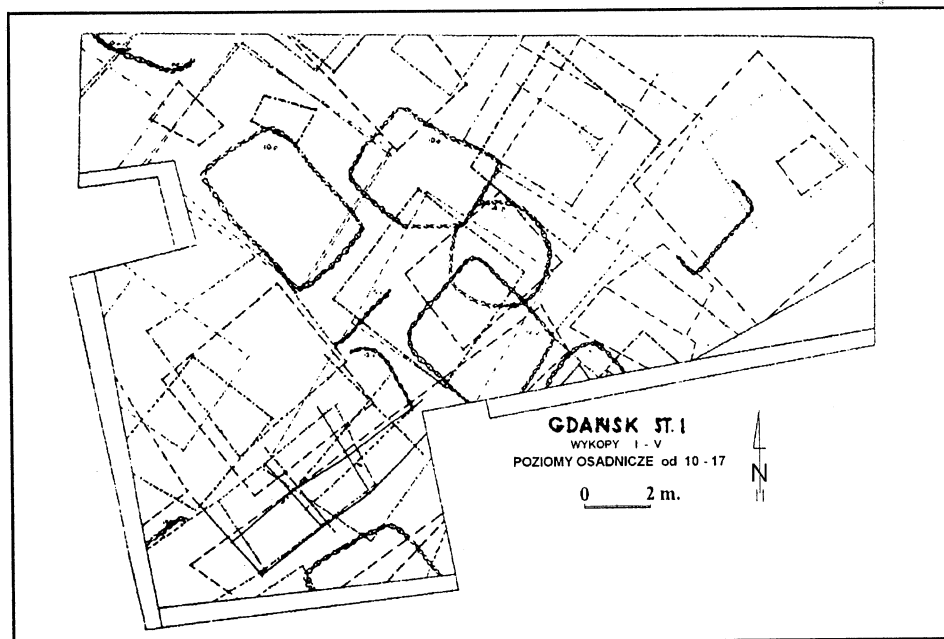 GDAŃSK ST. 1
WYKOPY I - V
POZIOMY OSADNICZE od 10 - 17
0 2 m.
N